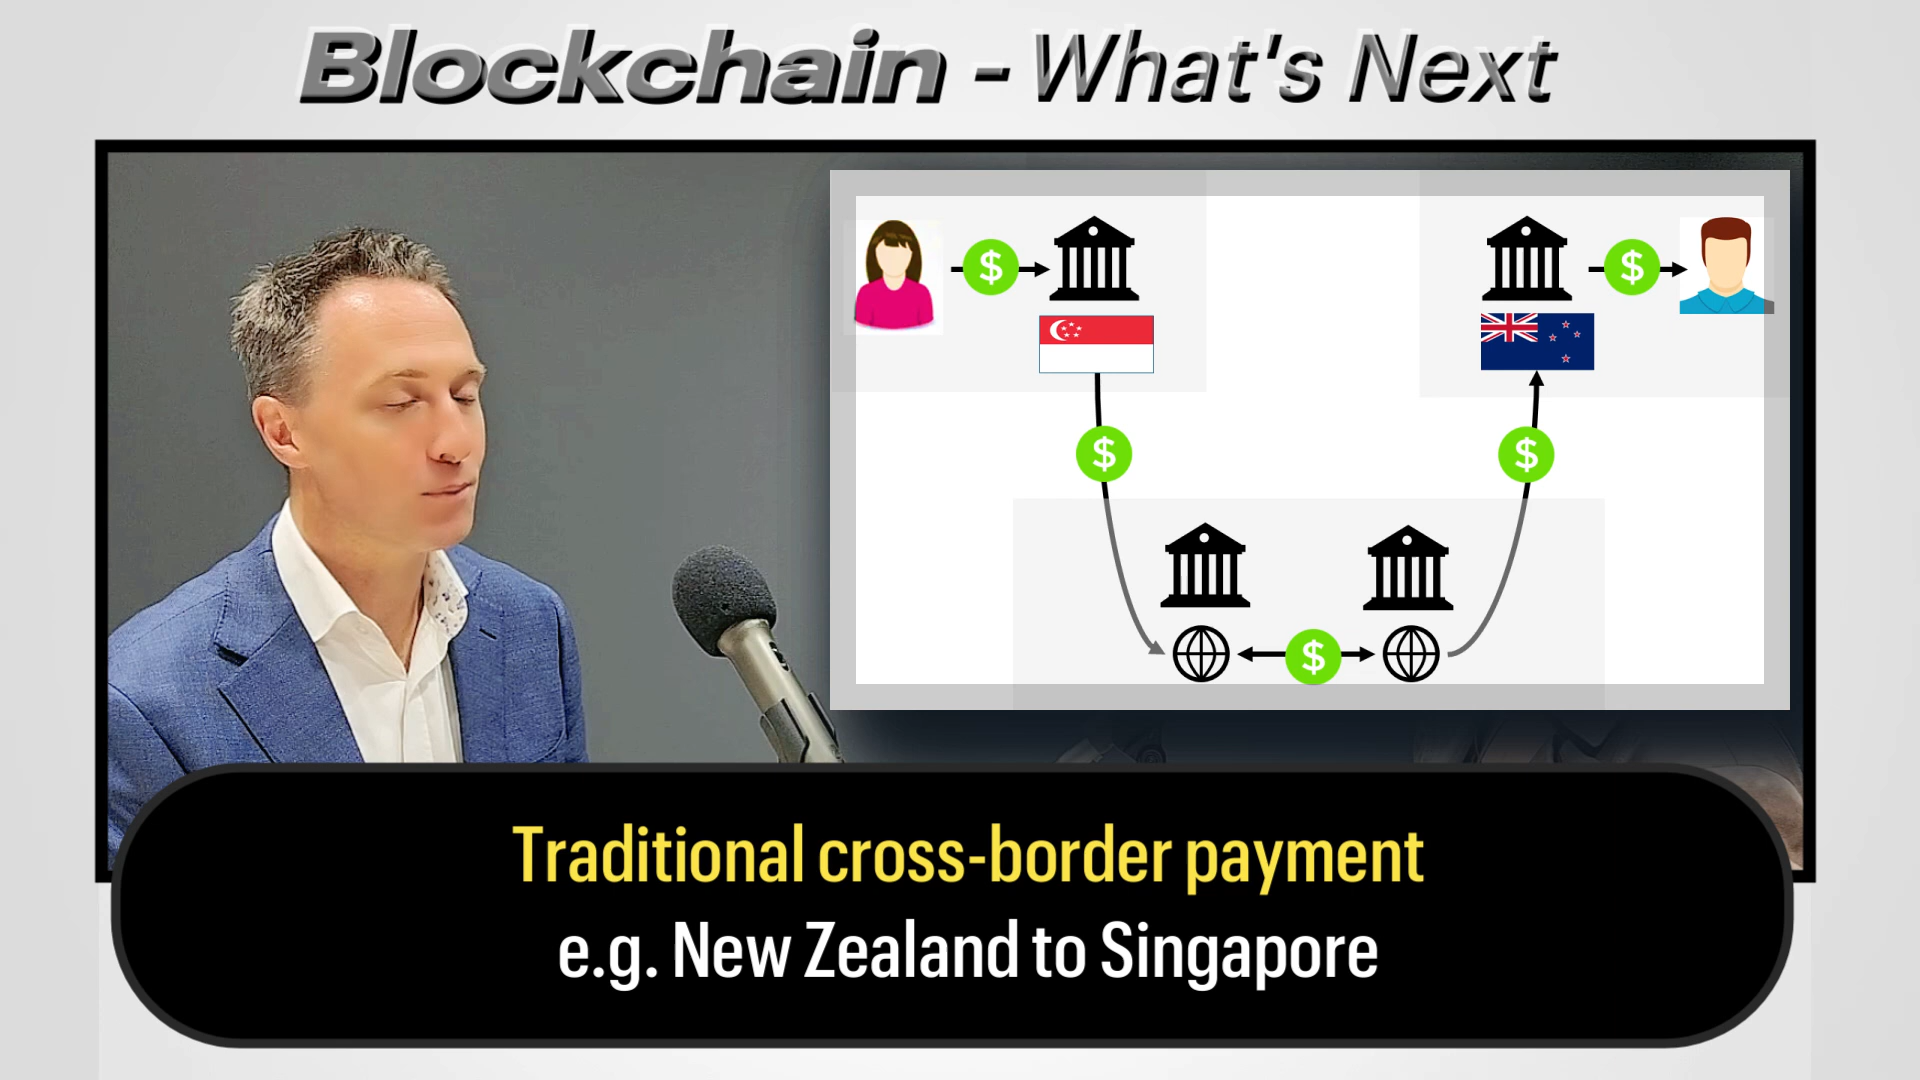 Blockchain - What's Next
$ $
$ $
$
Traditional cross-border payment
e.g. New Zealand to Singapore